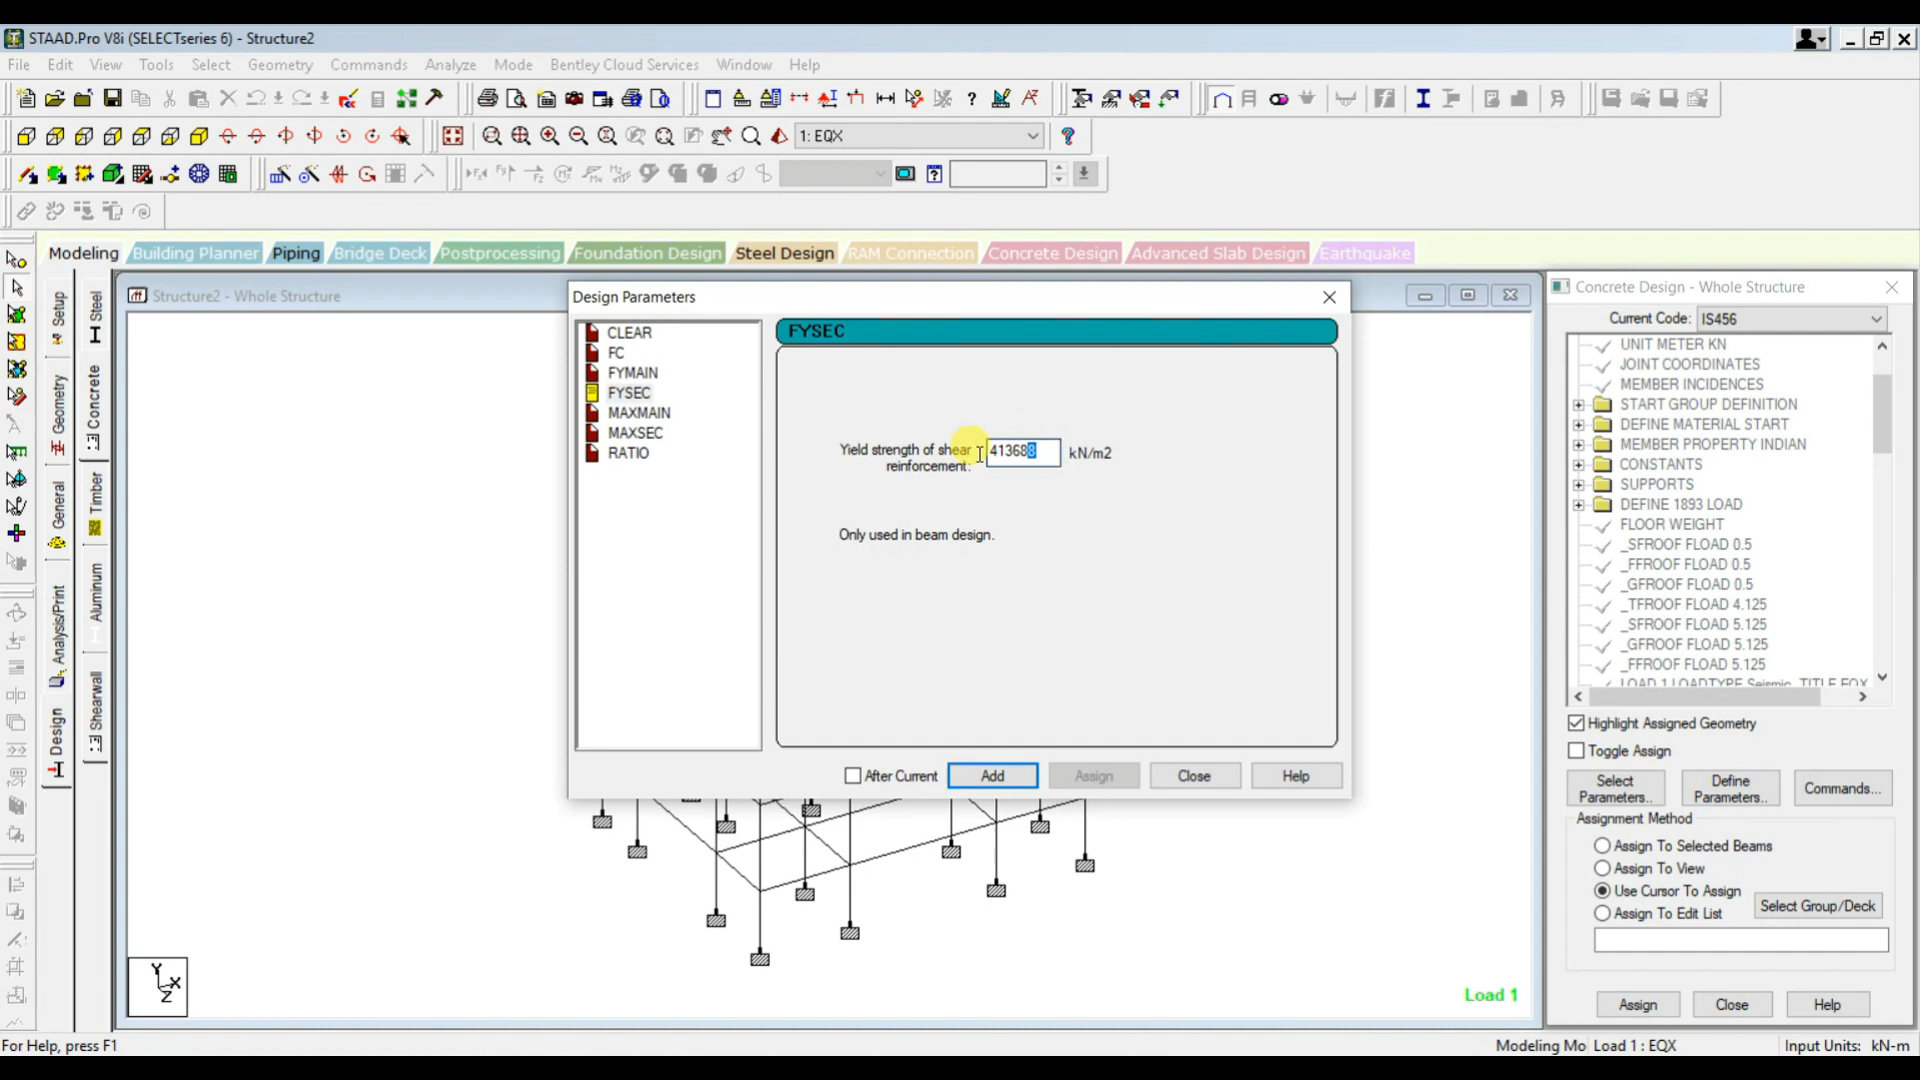 STAAD.Pro V8i (SELECTseries 6) - Structure2
File Edit View Tools Select Geometry Commands Analyze Mode Bentley Cloud Services Window Help
1: EQX
Modeling Building Planner Piping Bridge Deck Postprocessing Foundation Design Steel Design RAM Connection Concrete Design Advanced Slab Design Earthquake
Setup
Geometry
General
Analysis/Print
Design
Steel
Concrete
Timber
Aluminum
Shearwall
Structure2 - Whole Structure
Design Parameters
CLEAR
FC
FYMAIN
FYSEC
MAXMAIN
MAXSEC
RATIO
FYSEC
Yield strength of shear
reinforcement:
413688
kN/m2
Only used in beam design.
After Current
Add
Assign
Close
Help
Y
X
Z
Load 1
Concrete Design - Whole Structure
Current Code: IS456
UNIT METER KN
JOINT COORDINATES
MEMBER INCIDENCES
START GROUP DEFINITION
DEFINE MATERIAL START
MEMBER PROPERTY INDIAN
CONSTANTS
SUPPORTS
DEFINE 1893 LOAD
FLOOR WEIGHT
_SFROOF FLOAD 0.5
_FFROOF FLOAD 0.5
_GFROOF FLOAD 0.5
_TFROOF FLOAD 4.125
_SFROOF FLOAD 5.125
_GFROOF FLOAD 5.125
_FFROOF FLOAD 5.125
LOAD 1 LOADTYPE Seismic TITLE EQX
Highlight Assigned Geometry
Toggle Assign
Select
Parameters..
Define
Parameters..
Commands...
Assignment Method
Assign To Selected Beams
Assign To View
Use Cursor To Assign
Assign To Edit List
Select Group/Deck
Assign
Close
Help
For Help, press F1
Modeling Mo
Load 1 : EQX
Input Units: kN-m